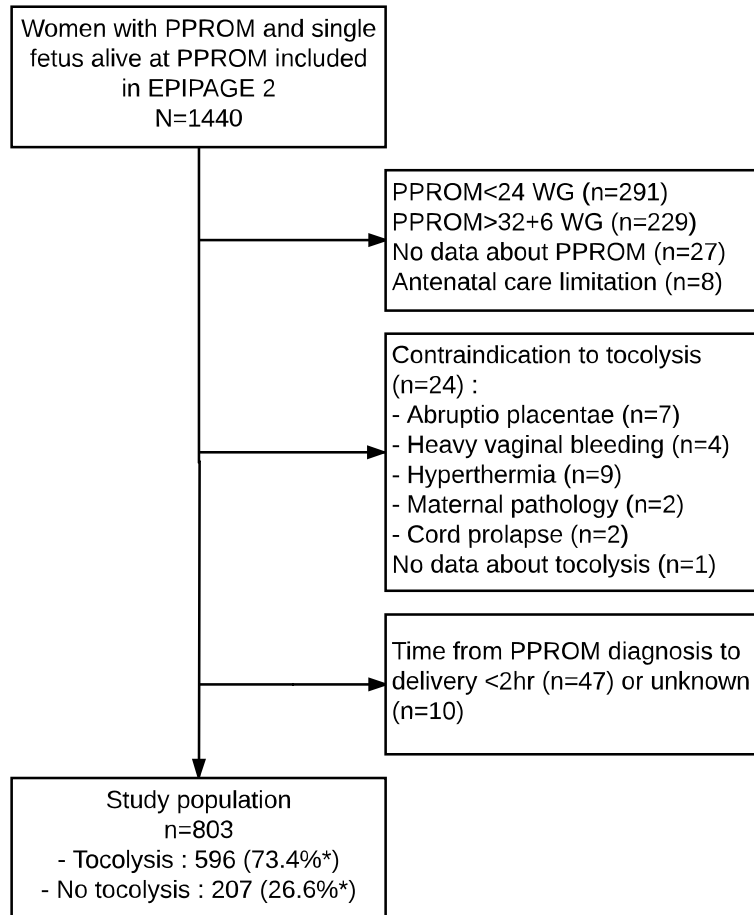 Women with PPROM and single
fetus alive at PPROM included
in EPIPAGE 2
N=1440
PPROM<24 WG (n=291)
PPROM>32+6 WG (n=229)
No data about PPROM (n=27)
Antenatal care limitation (n=8)
Contraindication to tocolysis
(n=24) :
- Abruptio placentae (n=7)
- Heavy vaginal bleeding (n=4)
- Hyperthermia (n=9)
- Maternal pathology (n=2)
- Cord prolapse (n=2)
No data about tocolysis (n=1)
Time from PPROM diagnosis to
delivery <2hr (n=47) or unknown
(n=10)
Study population
n=803
- Tocolysis : 596 (73.4%*)
- No tocolysis : 207 (26.6%*)